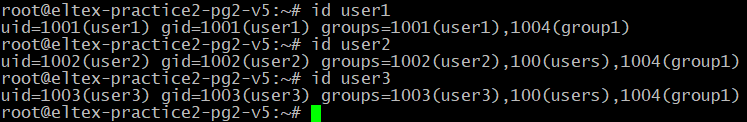 root@eltex-practice2-pg2-v5:~# id user1
uid=1001(user1) gid=1001(user1) groups=1001(user1),1004(group1)
root@eltex-practice2-pg2-v5:~# id user2
uid=1002(user2) gid=1002(user2) groups=1002(user2),100(users),1004(group1)
root@eltex-practice2-pg2-v5:~# id user3
uid=1003(user3) gid=1003(user3) groups=1003(user3),100(users),1004(group1)
root@eltex-practice2-pg2-v5:~#